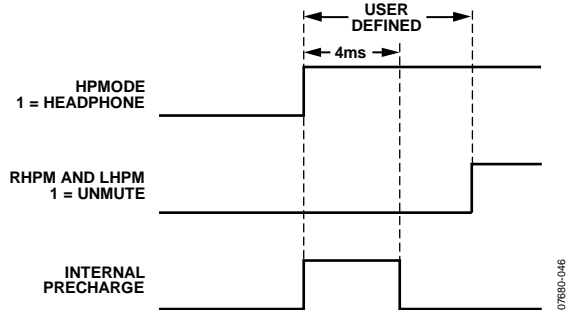 USER
DEFINED
4ms
HPMODE
1 = HEADPHONE
RHPM AND LHPM
1 = UNMUTE
INTERNAL
PRECHARGE
07680-046